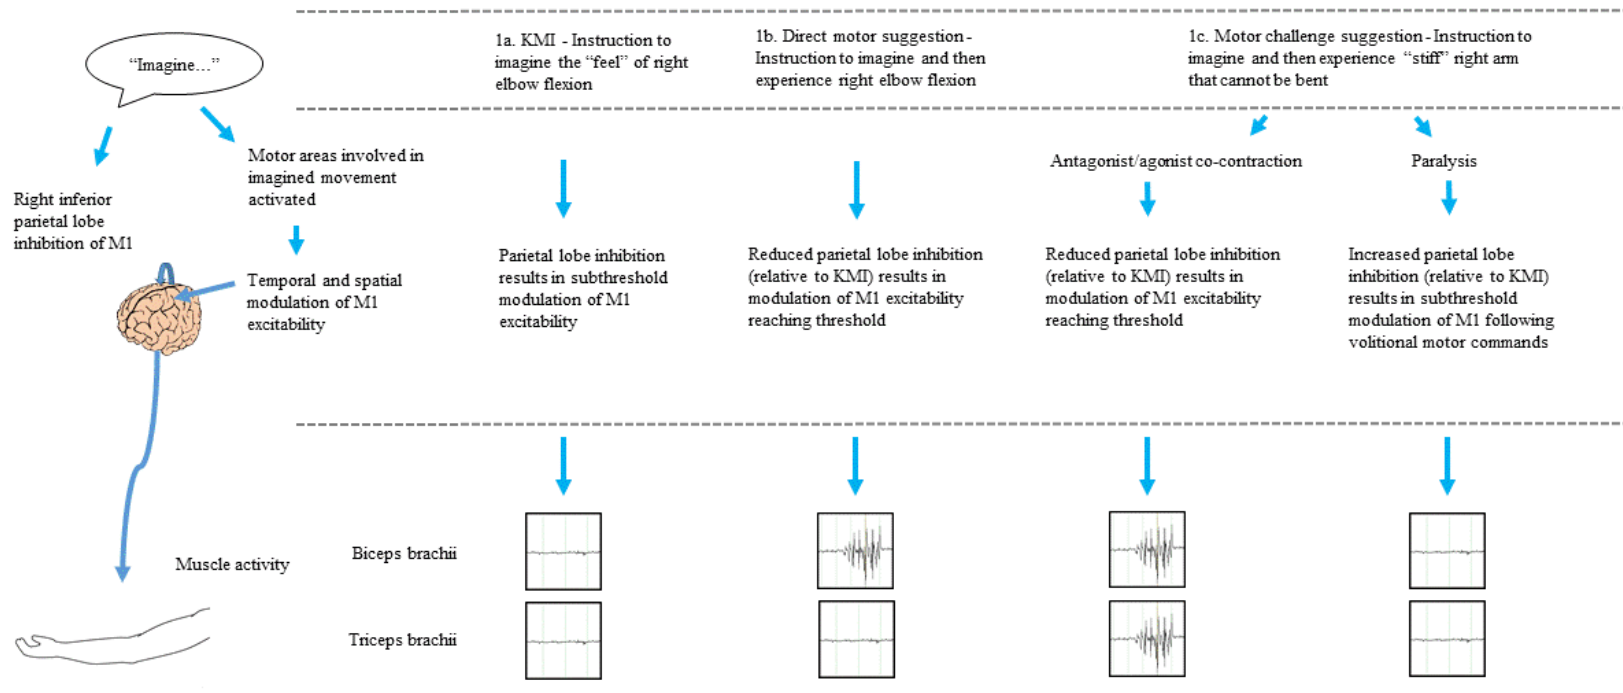 “Imagine…”
Right inferior
parietal lobe
inhibition of M1
Motor areas involved in
imagined movement
activated
Temporal and spatial
modulation of M1
excitability
1a. KMI - Instruction to
imagine the “feel” of right
elbow flexion
1b. Direct motor suggestion -
Instruction to imagine and then
experience right elbow flexion
1c. Motor challenge suggestion - Instruction to
imagine and then experience “stiff” right arm
that cannot be bent
Antagonist/agonist co-contraction
Paralysis
Parietal lobe inhibition
results in subthreshold
modulation of M1
excitability
Reduced parietal lobe inhibition
(relative to KMI) results in
modulation of M1 excitability
reaching threshold
Reduced parietal lobe inhibition
(relative to KMI) results in
modulation of M1 excitability
reaching threshold
Increased parietal lobe
inhibition (relative to KMI)
results in subthreshold
modulation of M1 following
volitional motor commands
Muscle activity
Biceps brachii
Triceps brachii